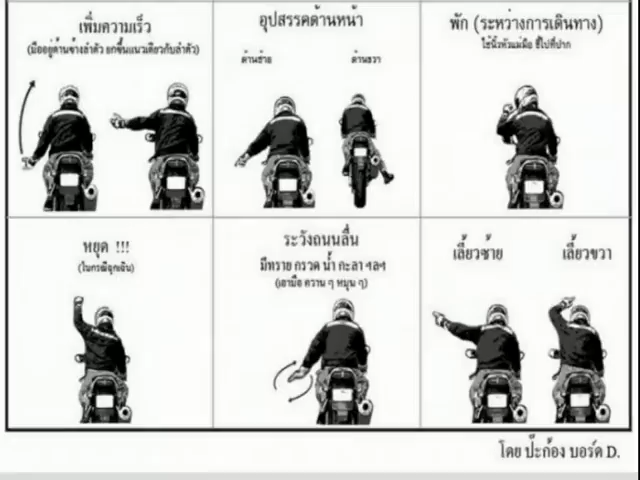 เพิ่มความเร็ว
(มืออยู่ด้านข้างลำตัว ยกขึ้นแนวเดียวกับลำตัว)
อุปสรรคด้านหน้า
ด้านซ้าย
ด้านขวา
พัก (ระหว่างการเดินทาง)
ใช้นิ้วหัวแม่มือ ชี้ไปที่ปาก
หยุด !!!
(ในกรณีฉุกเฉิน)
ระวังถนนลื่น
มีทราย กรวด น้ำ กะลา ฯลฯ
(เอามือ ควาน ๆ หมุน ๆ)
เลี้ยวซ้าย
เลี้ยวขวา
โดย ป๊ะก้อง บอร์ด D.